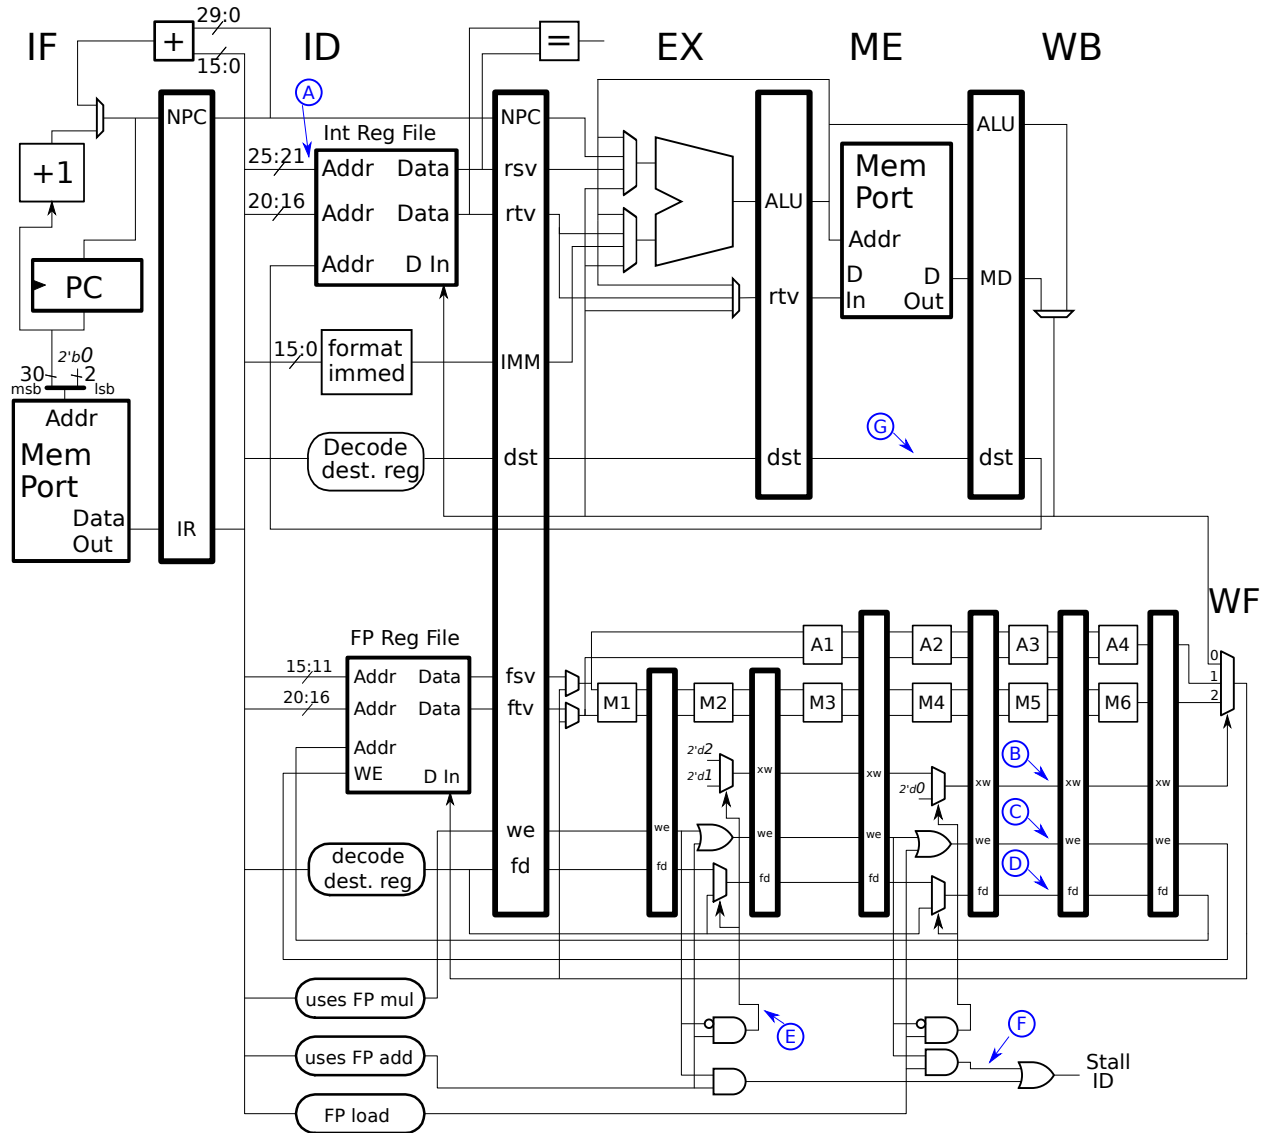 IF
ID
EX
ME
WB
29:0
15:0
+
=
A
NPC
+1
PC
2'b0
30
2
msb
lsb
Addr
Mem
Port
Data
Out
IR
25:21
20:16
Int Reg File
Addr
Data
Addr
Data
Addr
D In
15:0
format
immed
Decode
dest. reg
NPC
rsv
rtv
IMM
dst
ALU
rtv
dst
Mem
Port
Addr
D
In
D
Out
G
ALU
MD
dst
WF
FP Reg File
15:11
20:16
Addr
Data
Addr
Data
Addr
WE
D In
decode
dest. reg
fsv
ftv
we
fd
A1
A2
A3
A4
M1
M2
M3
M4
M5
M6
0
1
2
2'd2
2'd1
xw
xw
2'd0
xw
B
xw
xw
we
we
we
we
C
we
we
fd
fd
fd
fd
D
fd
fd
uses FP mul
uses FP add
FP load
E
F
Stall
ID